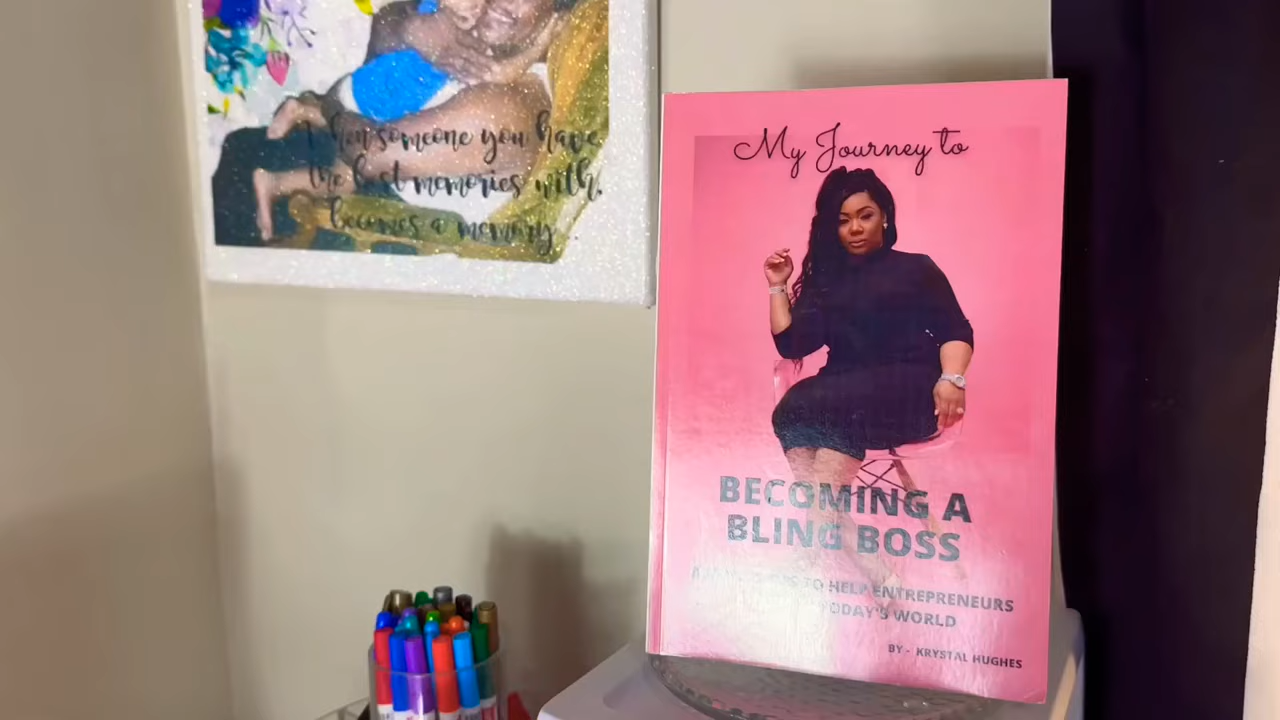 When someone you have
the best memories with,
becomes a memory...
My Journey to
BECOMING A
BLING BOSS
TO HELP ENTREPRENEURS
TODAY'S WORLD
BY - KRYSTAL HUGHES